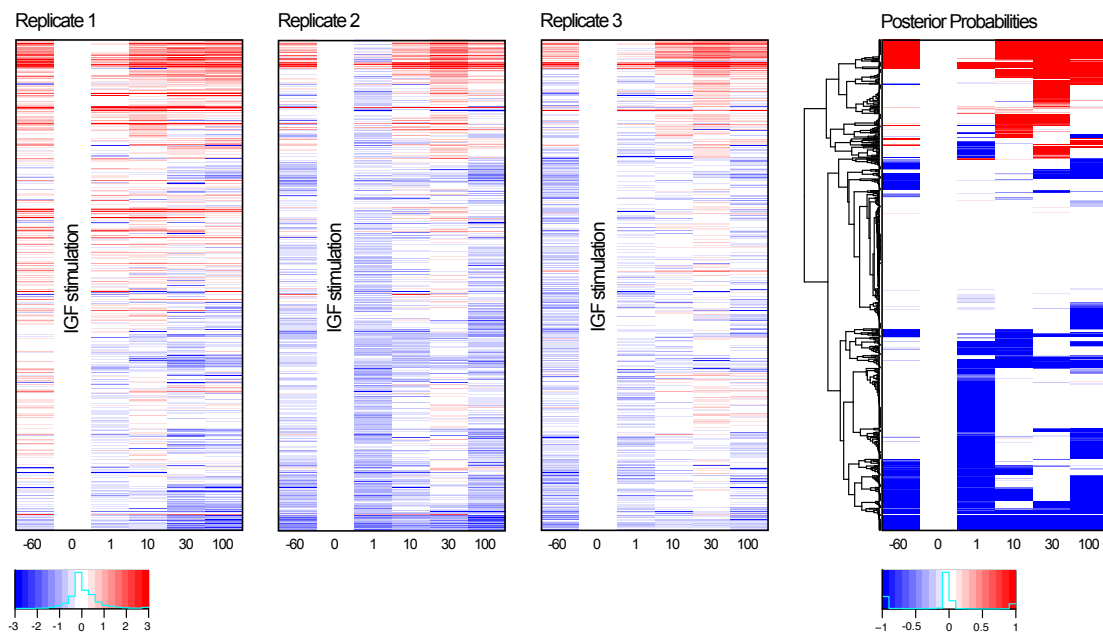 Replicate 1
Replicate 2
Replicate 3
Posterior Probabilities
IGF stimulation
IGF stimulation
IGF stimulation
-60 0 1 10 30 100
-60 0 1 10 30 100
-60 0 1 10 30 100
-60 0 1 10 30 100
-3 -2 -1 0 1 2 3
-1 -0.5 0 0.5 1